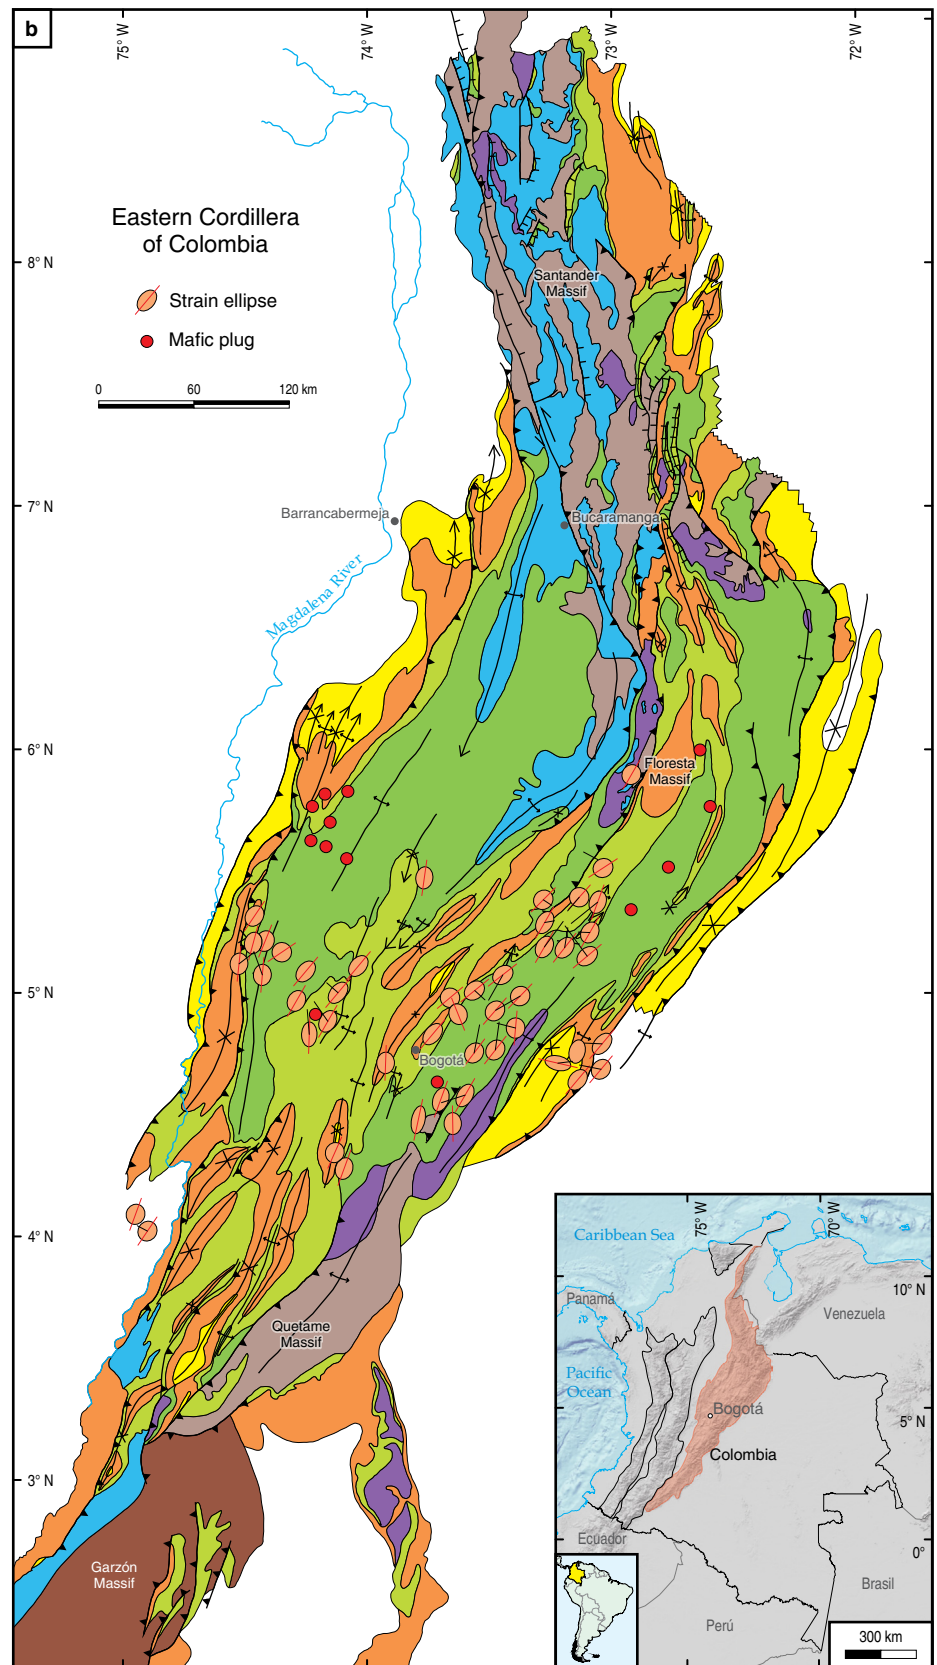 b
75° W
74° W
73° W
72° W
Eastern Cordillera
of Colombia
Strain ellipse
Mafic plug
0
60
120 km
8° N
7° N
6° N
5° N
4° N
3° N
Santander
Massif
Barrancabermeja
Bucaramanga
Magdalena River
Floresta
Massif
Bogotá
Quetame
Massif
Garzón
Massif
75° W
70° W
Caribbean Sea
10° N
Panamá
Venezuela
Pacific
Ocean
Bogotá
5° N
Colombia
Ecuador
0°
Brasil
Perú
300 km